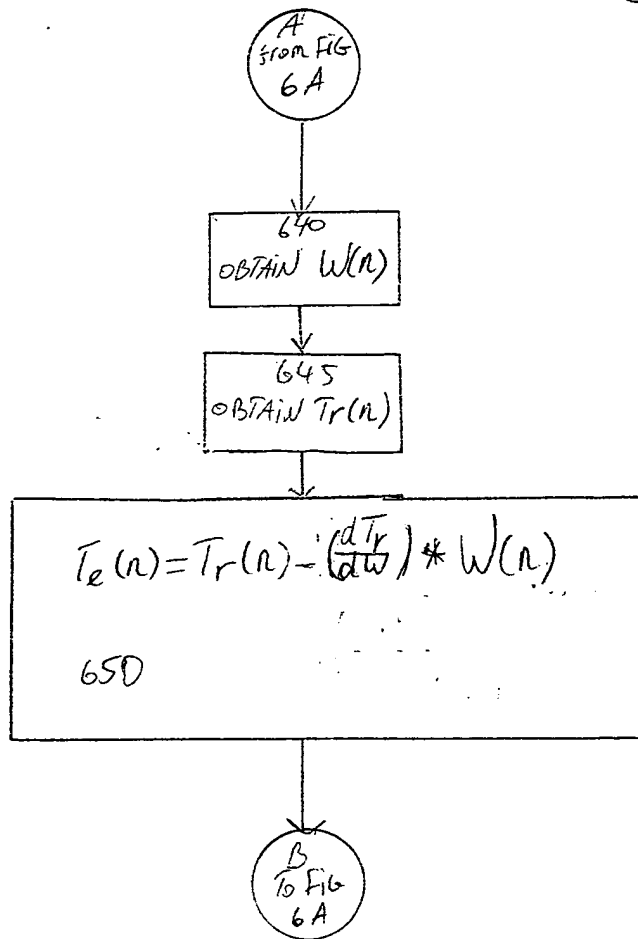 A
from FIG
6A
640
OBTAIN W(n)
645
OBTAIN Tr(n)
Te(n)=Tr(n)-(dTr/dW)*W(n)
650
B
To FIG
6A